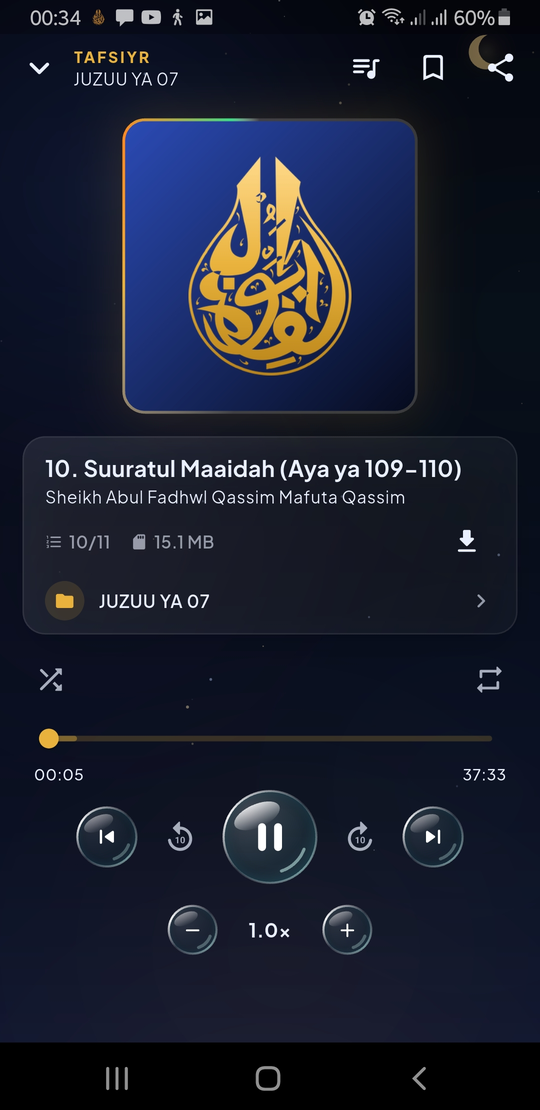 00:34
60%
TAFSIYR
JUZUU YA 07
10. Suuratul Maaidah (Aya ya 109-110)
Sheikh Abul Fadhwl Qassim Mafuta Qassim
10/11 15.1 MB
JUZUU YA 07
00:05 37:33
10 10
1.0×